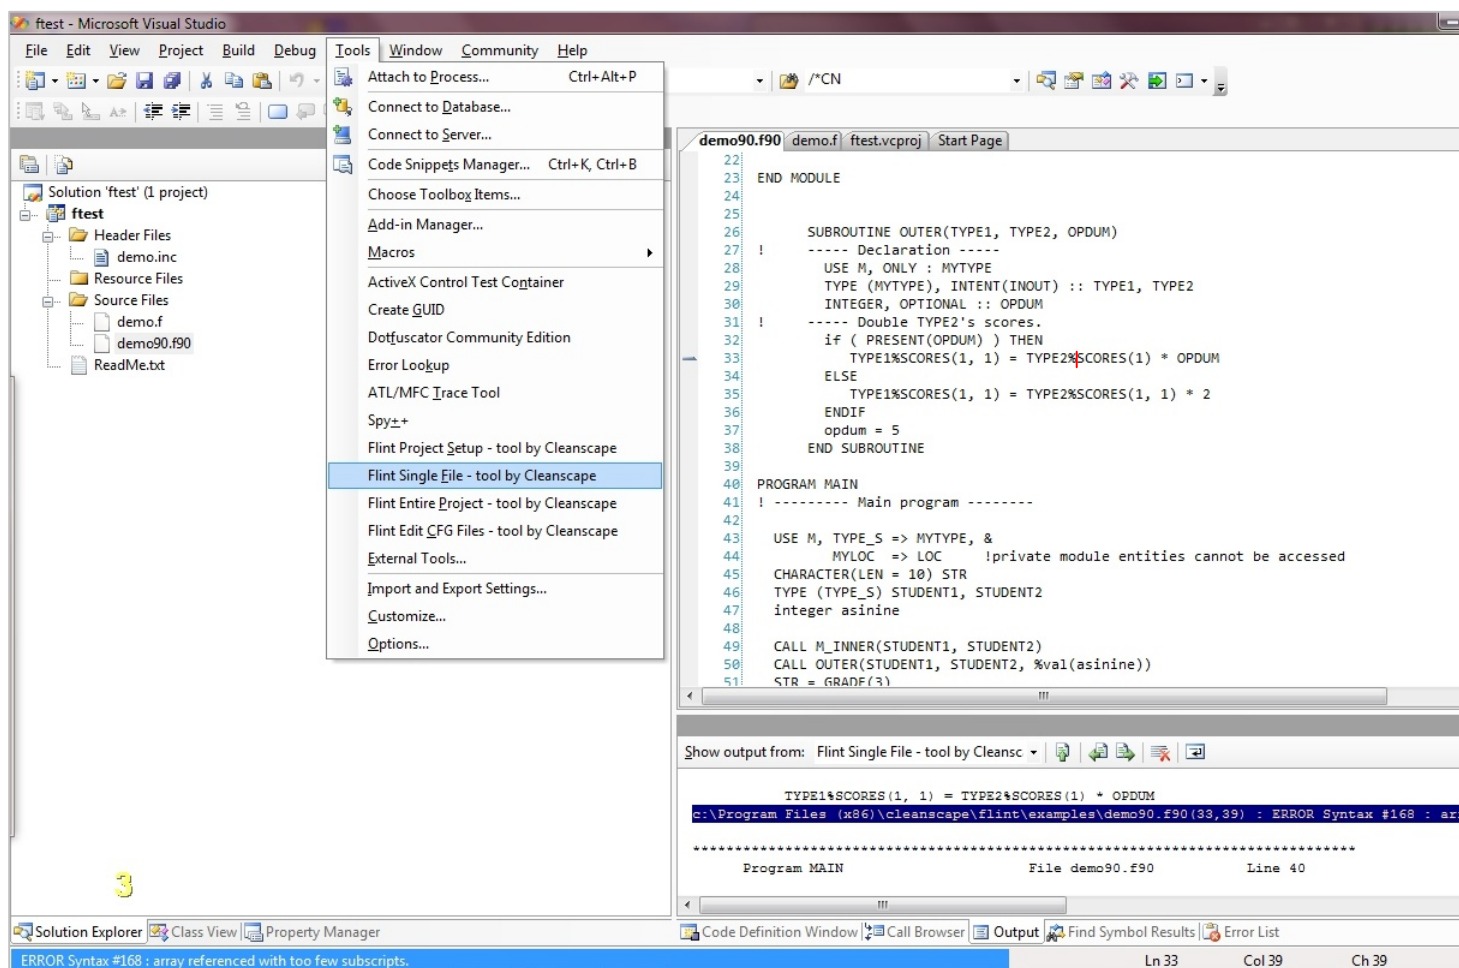 ftest - Microsoft Visual Studio
File Edit View Project Build Debug Tools Window Community Help
/*CN
Attach to Process... Ctrl+Alt+P
Connect to Database...
Connect to Server...
Code Snippets Manager... Ctrl+K, Ctrl+B
Choose Toolbox Items...
Add-in Manager...
Macros
ActiveX Control Test Container
Create GUID
Dotfuscator Community Edition
Error Lookup
ATL/MFC Trace Tool
Spy++
Flint Project Setup - tool by Cleanscape
Flint Single File - tool by Cleanscape
Flint Entire Project - tool by Cleanscape
Flint Edit CFG Files - tool by Cleanscape
External Tools...
Import and Export Settings...
Customize...
Options...
Solution 'ftest' (1 project)
ftest
Header Files
demo.inc
Resource Files
Source Files
demo.f
demo90.f90
ReadMe.txt
3
demo90.f90 demo.f ftest.vcproj Start Page
22
23 END MODULE
24
25
26 SUBROUTINE OUTER(TYPE1, TYPE2, OPDUM)
27 ! ----- Declaration -----
28 USE M, ONLY : MYTYPE
29 TYPE (MYTYPE), INTENT(INOUT) :: TYPE1, TYPE2
30 INTEGER, OPTIONAL :: OPDUM
31 ! ----- Double TYPE2's scores.
32 if ( PRESENT(OPDUM) ) THEN
33 TYPE1%SCORES(1, 1) = TYPE2%SCORES(1) * OPDUM
34 ELSE
35 TYPE1%SCORES(1, 1) = TYPE2%SCORES(1, 1) * 2
36 ENDIF
37 opdum = 5
38 END SUBROUTINE
39
40 PROGRAM MAIN
41 ! --------- Main program --------
42
43 USE M, TYPE_S => MYTYPE, &
44 MYLOC => LOC !private module entities cannot be accessed
45 CHARACTER(LEN = 10) STR
46 TYPE (TYPE_S) STUDENT1, STUDENT2
47 integer asinine
48
49 CALL M_INNER(STUDENT1, STUDENT2)
50 CALL OUTER(STUDENT1, STUDENT2, %val(asinine))
51 STR = GRADE(3)
Show output from: Flint Single File - tool by Cleansc
TYPE1%SCORES(1, 1) = TYPE2%SCORES(1) * OPDUM
c:\Program Files (x86)\cleanscape\flint\examples\demo90.f90(33,39) : ERROR Syntax #168 : ar
*******************************************************************************
Program MAIN File demo90.f90 Line 40
Solution Explorer Class View Property Manager
Code Definition Window Call Browser Output Find Symbol Results Error List
ERROR Syntax #168 : array referenced with too few subscripts. Ln 33 Col 39 Ch 39